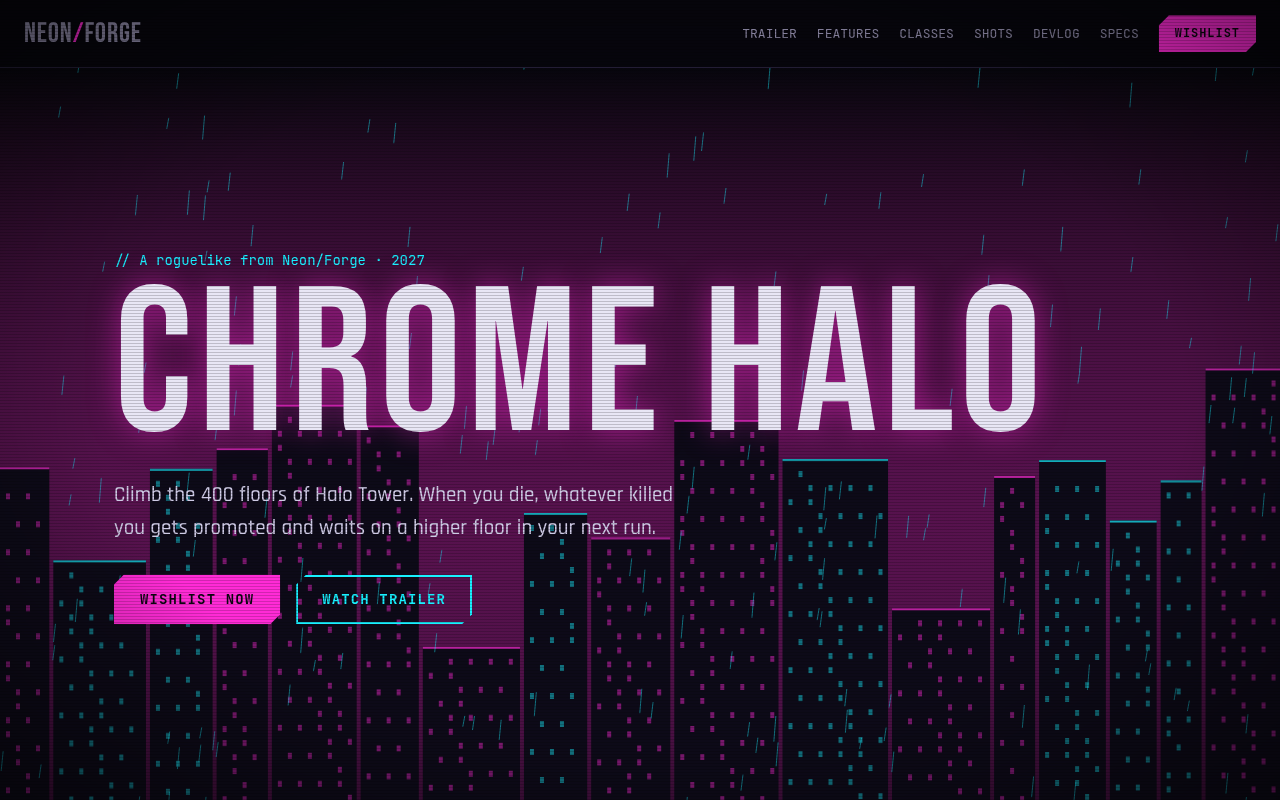 NEON/FORGE
TRAILER FEATURES CLASSES SHOTS DEVLOG SPECS WISHLIST
// A roguelike from Neon/Forge · 2027
CHROME HALO
Climb the 400 floors of Halo Tower. When you die, whatever killed
you gets promoted and waits on a higher floor in your next run.
WISHLIST NOW WATCH TRAILER